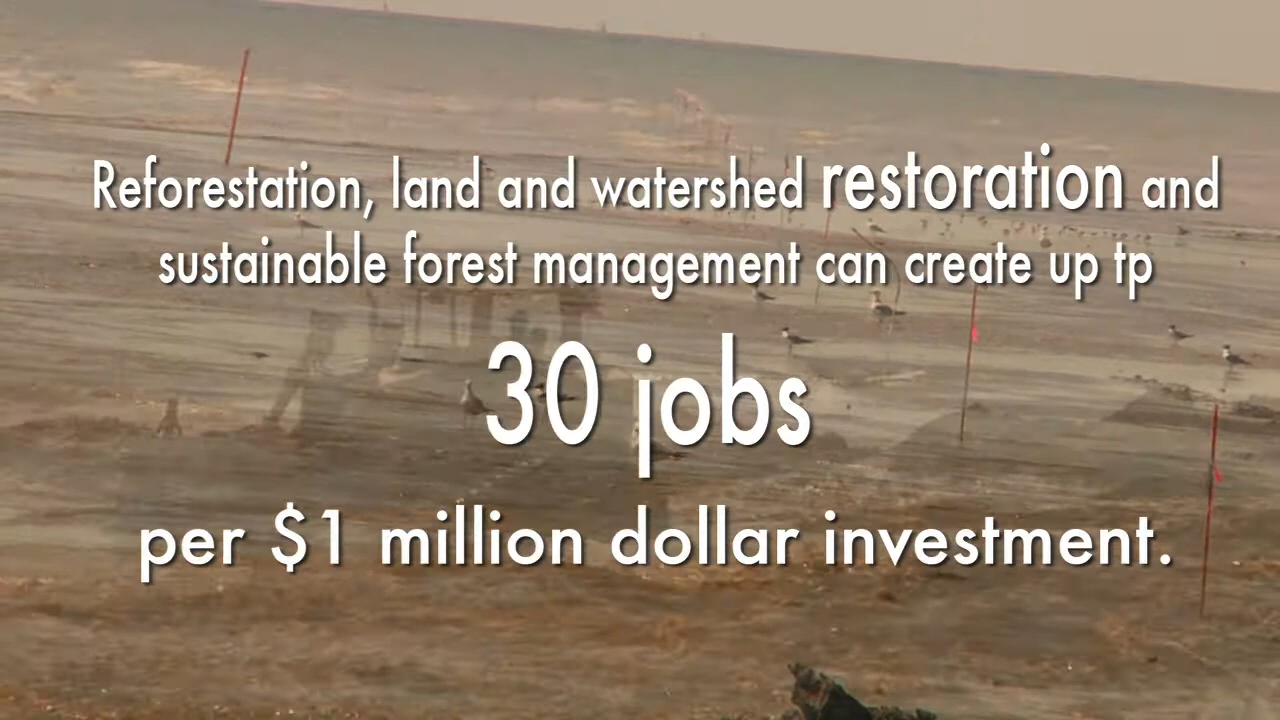 Reforestation, land and watershed restoration and
sustainable forest management can create up tp
30 jobs
per $1 million dollar investment.